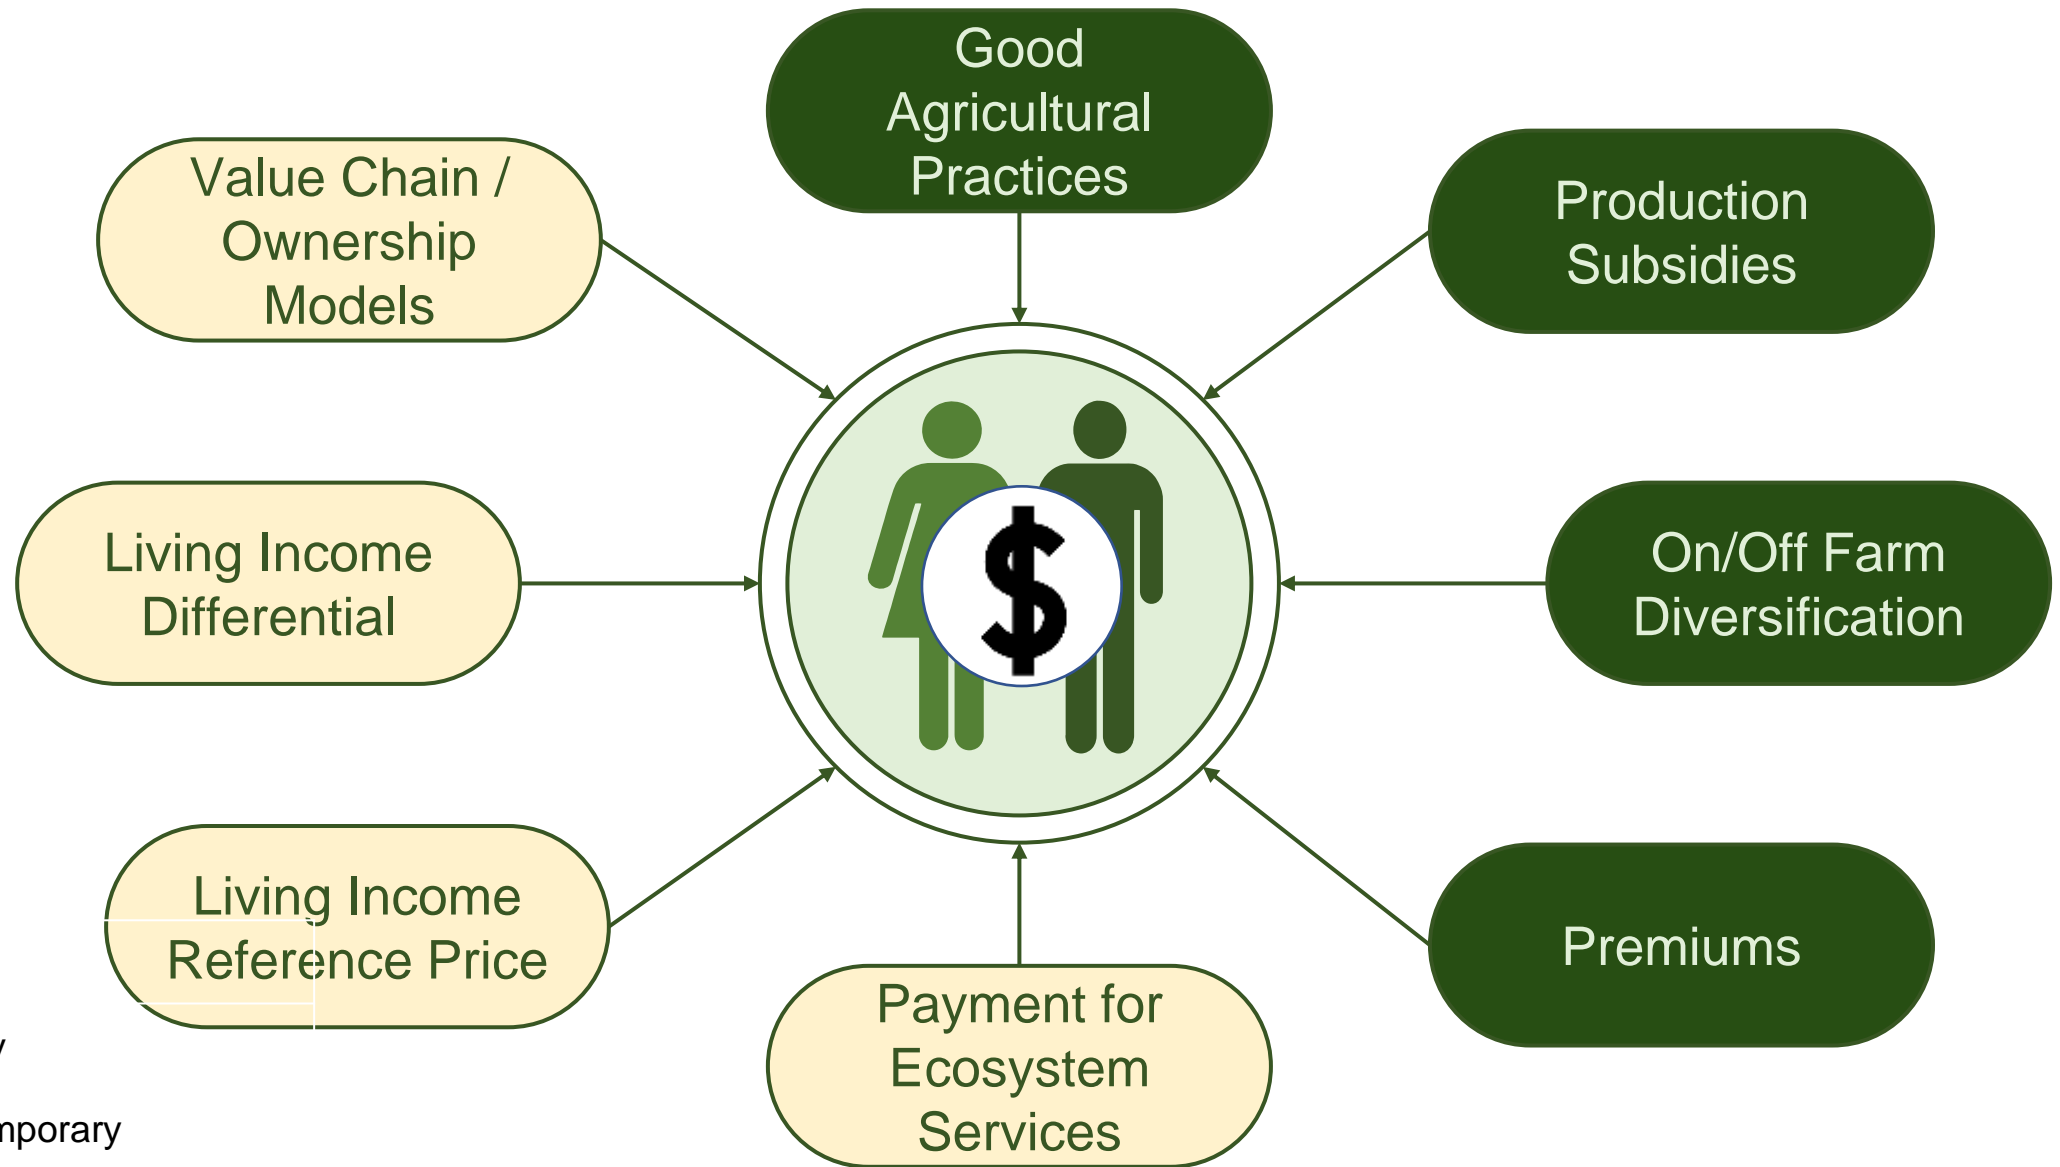 Good
Agricultural
Practices
Value Chain /
Ownership
Models
Production
Subsidies
Living Income
Differential
$
On/Off Farm
Diversification
Living Income
Reference Price
Premiums
Payment for
Ecosystem
Services